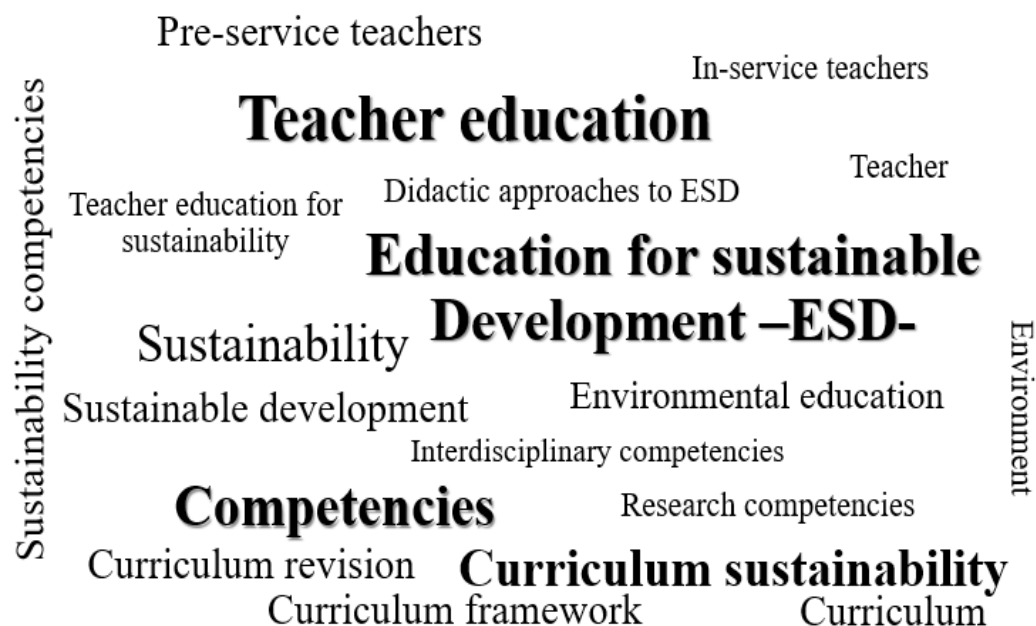 Pre-service teachers
In-service teachers
Teacher education
Teacher
Didactic approaches to ESD
Teacher education for
sustainability
Education for sustainable
Development –ESD-
Sustainability
Sustainable development
Environmental education
Interdisciplinary competencies
Competencies
Research competencies
Curriculum revision
Curriculum sustainability
Curriculum framework
Curriculum
Sustainability competencies
Environment